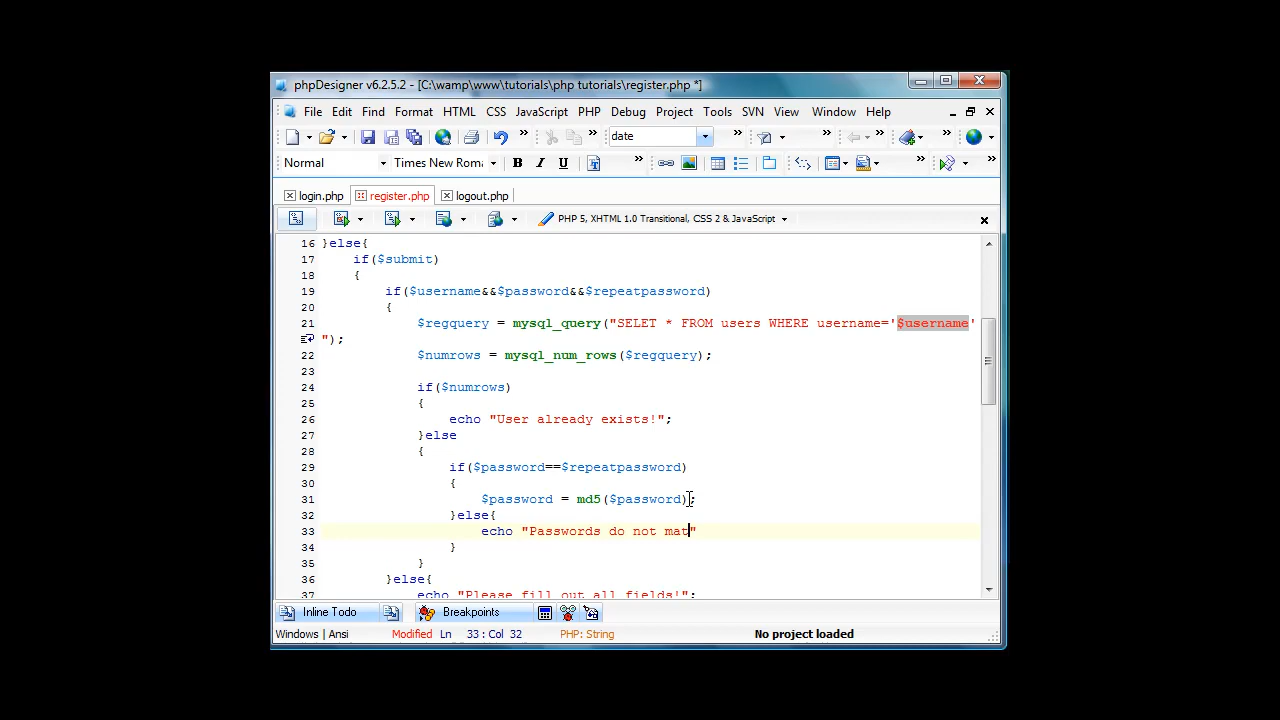 phpDesigner v6.2.5.2 - [C:\wamp\www\tutorials\php tutorials\register.php *]
File Edit Find Format HTML CSS JavaScript PHP Debug Project Tools SVN View Window Help
date
Normal Times New Roma B I U T
login.php register.php logout.php
PHP 5, XHTML 1.0 Transitional, CSS 2 & JavaScript
16 }else{
17 if($submit)
18 {
19 if($username&&$password&&$repeatpassword)
20 {
21 $regquery = mysql_query("SELET * FROM users WHERE username='$username'
");
22 $numrows = mysql_num_rows($regquery);
23
24 if($numrows)
25 {
26 echo "User already exists!";
27 }else
28 {
29 if($password==$repeatpassword)
30 {
31 $password = md5($password);
32 }else{
33 echo "Passwords do not mat"
34 }
35 }
36 }else{
37 echo "Please fill out all fields!";
Inline Todo Breakpoints
Windows | Ansi Modified Ln 33 : Col 32 PHP: String No project loaded